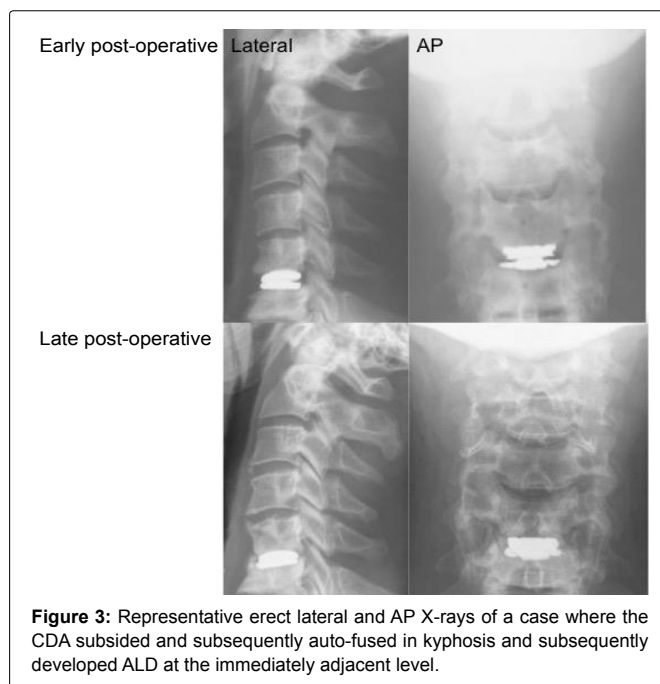 Early post-operative Lateral AP
Late post-operative
Figure 3: Representative erect lateral and AP X-rays of a case where the
CDA subsided and subsequently auto-fused in kyphosis and subsequently
developed ALD at the immediately adjacent level.